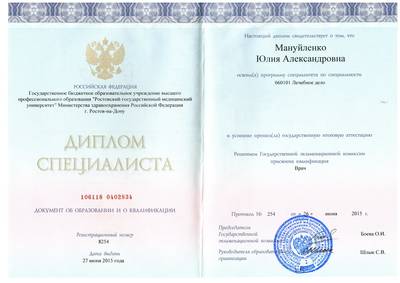 РОССИЙСКАЯ ФЕДЕРАЦИЯ
Государственное бюджетное образовательное учреждение высшего
профессионального образования "Ростовский государственный медицинский
университет" Министерства здравоохранения Российской Федерации
г. Ростов-на-Дону
ДИПЛОМ
СПЕЦИАЛИСТА
106118 0402934
ДОКУМЕНТ ОБ ОБРАЗОВАНИИ И О КВАЛИФИКАЦИИ
Регистрационный номер
8254
Дата выдачи
27 июня 2015 года
Настоящий диплом свидетельствует о том, что
Мануйленко
Юлия Александровна
освоил(а) программу специалитета по специальности
060101 Лечебное дело
и успешно прошел(ла) государственную итоговую аттестацию
Решением Государственной экзаменационной комиссии
присвоена квалификация
Врач
Протокол № 254 от « 26 » июня 2015 г.
Председатель
Государственной
экзаменационной комиссии
Боева О.И.
Руководитель образовательной
организации
Шлык С.В.